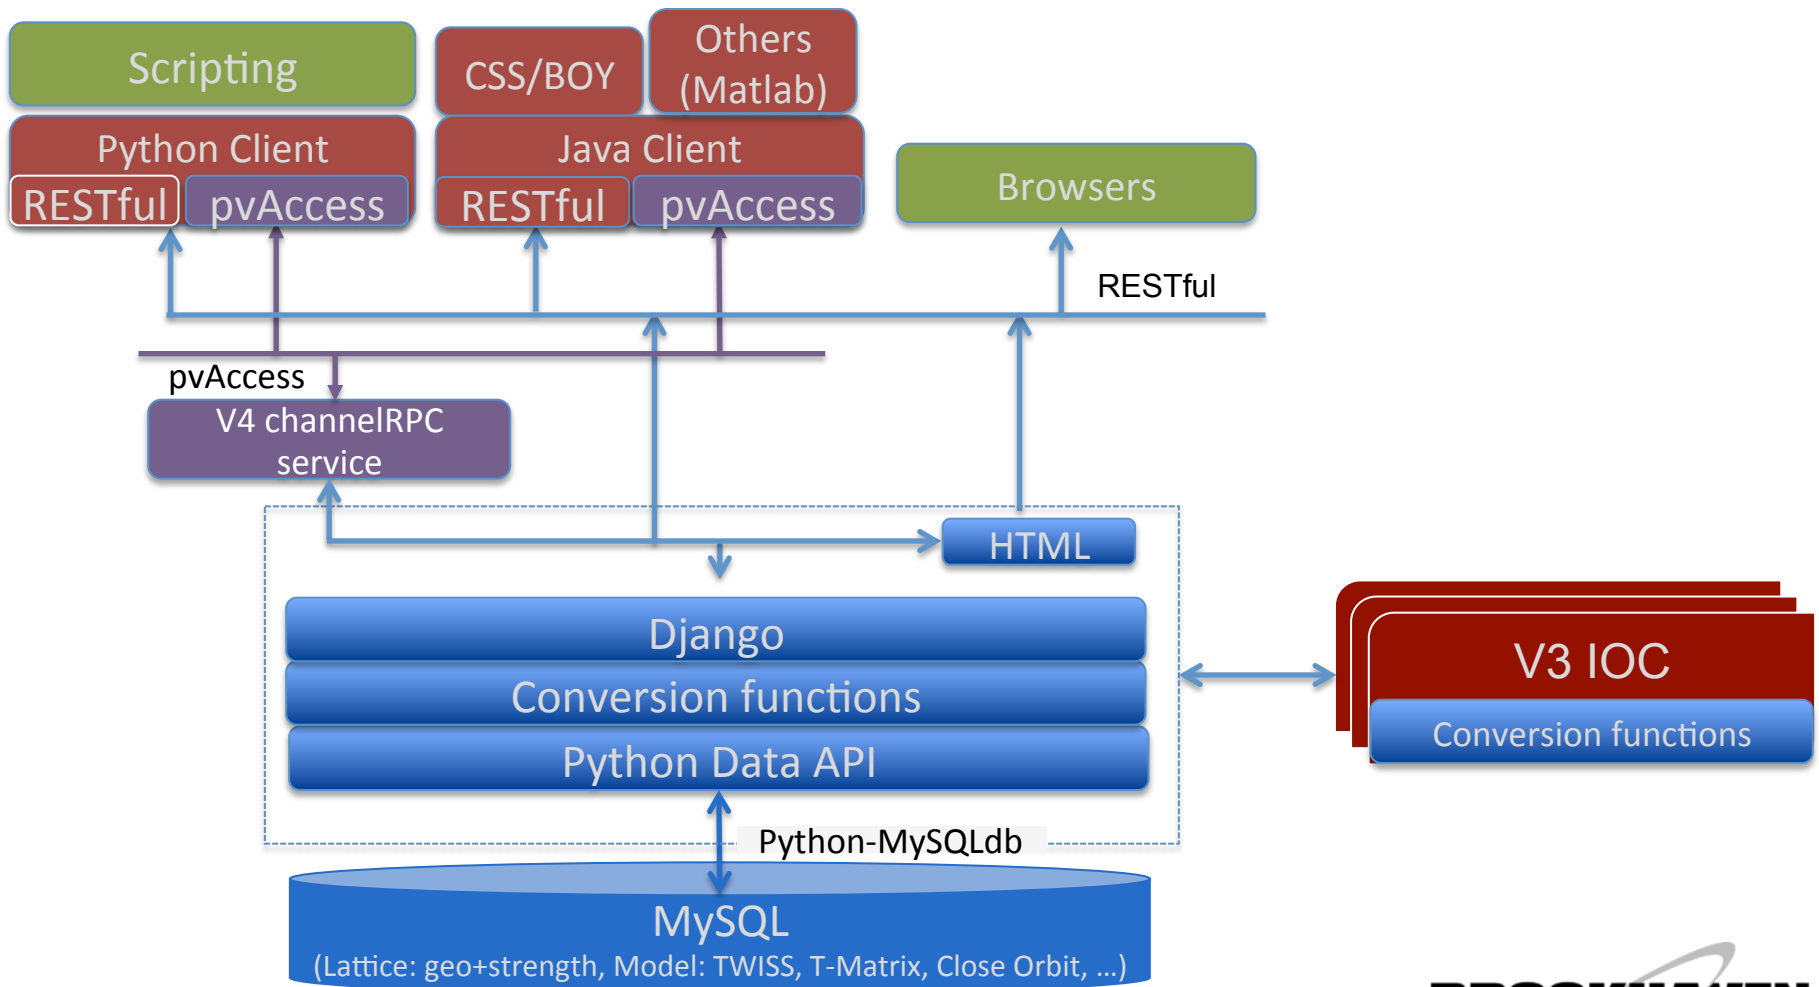 Scripting
CSS/BOY
Others
(Matlab)
Python Client
Java Client
RESTful
pvAccess
RESTful
pvAccess
Browsers
RESTful
pvAccess
V4 channelRPC
service
HTML
Django
Conversion functions
Python Data API
V3 IOC
Conversion functions
Python-MySQLdb
MySQL
(Lattice: geo+strength, Model: TWISS, T-Matrix, Close Orbit, ...)
BROOKHAVEN